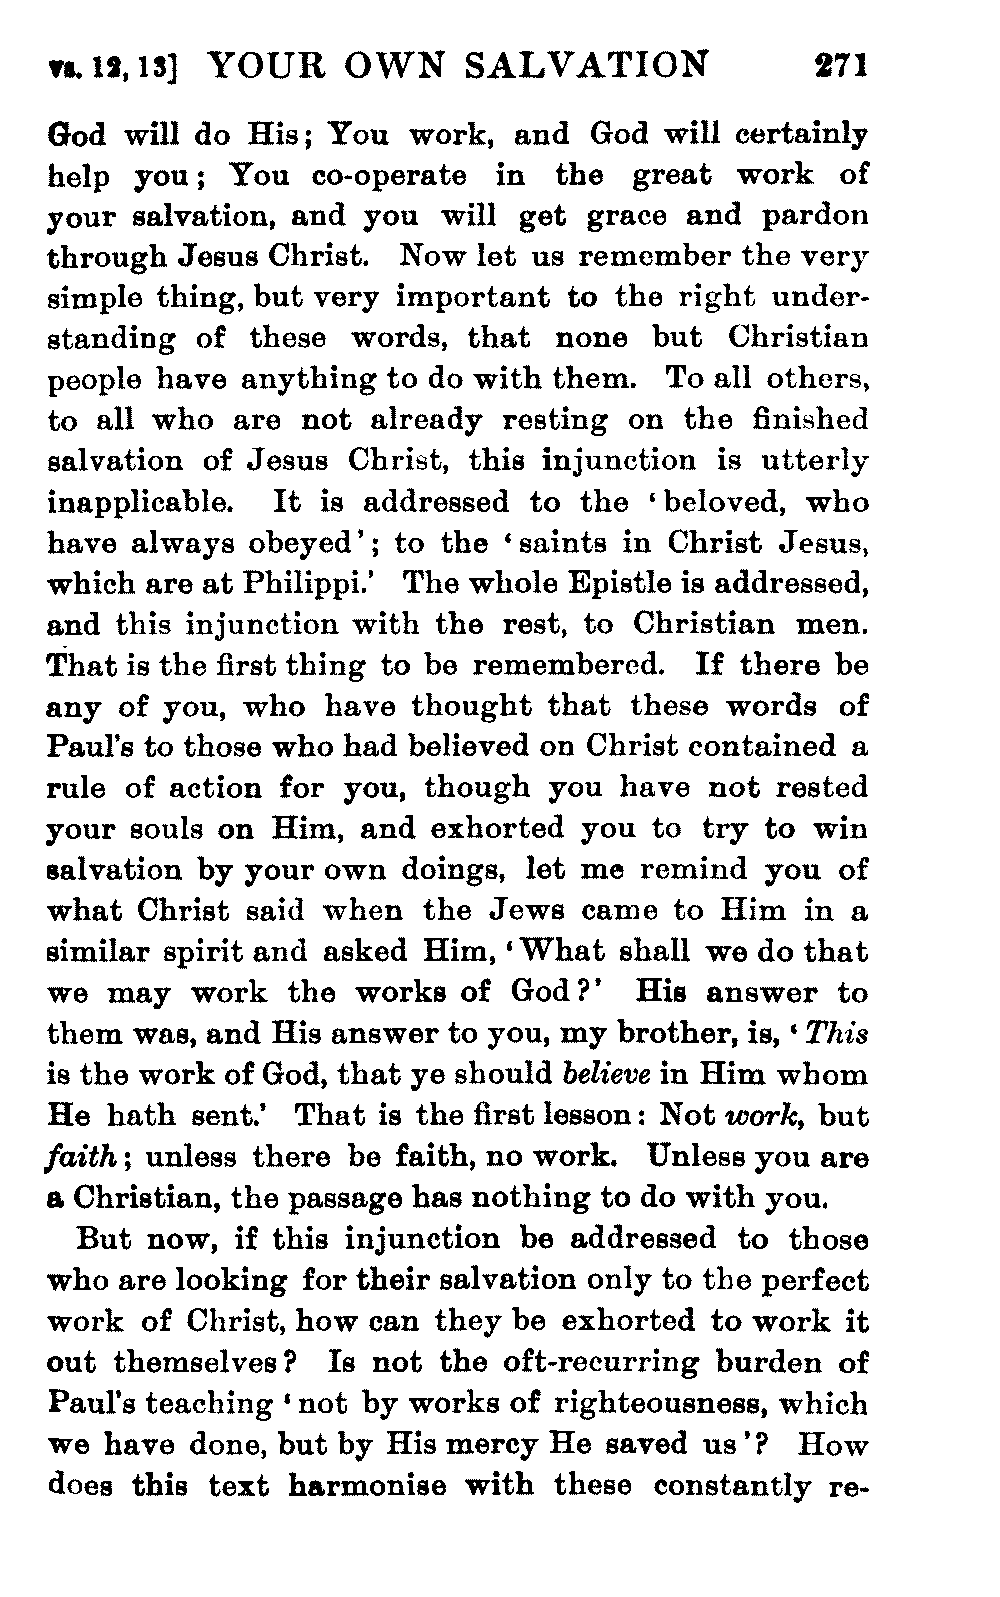 vs. 12, 13] YOUR OWN SALVATION 271
God will do His; You work, and God will certainly
help you; You co-operate in the great work of
your salvation, and you will get grace and pardon
through Jesus Christ. Now let us remember the very
simple thing, but very important to the right under-
standing of these words, that none but Christian
people have anything to do with them. To all others,
to all who are not already resting on the finished
salvation of Jesus Christ, this injunction is utterly
inapplicable. It is addressed to the ‘beloved, who
have always obeyed’; to the ‘saints in Christ Jesus,
which are at Philippi.’ The whole Epistle is addressed,
and this injunction with the rest, to Christian men.
That is the first thing to be remembered. If there be
any of you, who have thought that these words of
Paul’s to those who had believed on Christ contained a
rule of action for you, though you have not rested
your souls on Him, and exhorted you to try to win
salvation by your own doings, let me remind you of
what Christ said when the Jews came to Him in a
similar spirit and asked Him, ‘What shall we do that
we may work the works of God?’ His answer to
them was, and His answer to you, my brother, is, ‘This
is the work of God, that ye should believe in Him whom
He hath sent.’ That is the first lesson: Not work, but
faith; unless there be faith, no work. Unless you are
a Christian, the passage has nothing to do with you.
But now, if this injunction be addressed to those
who are looking for their salvation only to the perfect
work of Christ, how can they be exhorted to work it
out themselves? Is not the oft-recurring burden of
Paul’s teaching ‘not by works of righteousness, which
we have done, but by His mercy He saved us’? How
does this text harmonise with these constantly re-